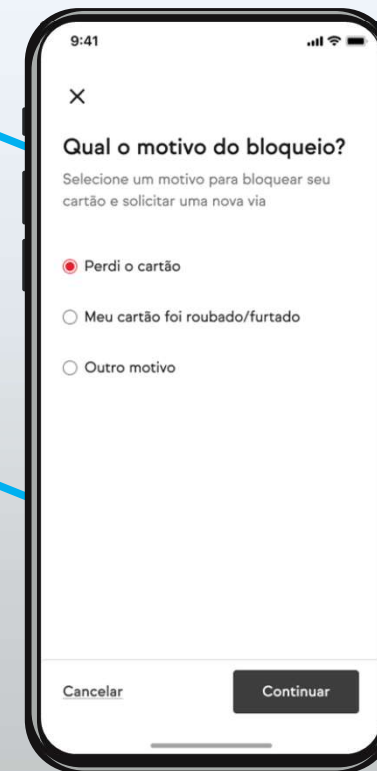 9:41
Qual o motivo do bloqueio?
Selecione um motivo para bloquear seu
cartão e solicitar uma nova via
Perdi o cartão
Meu cartão foi roubado/furtado
Outro motivo
Cancelar
Continuar